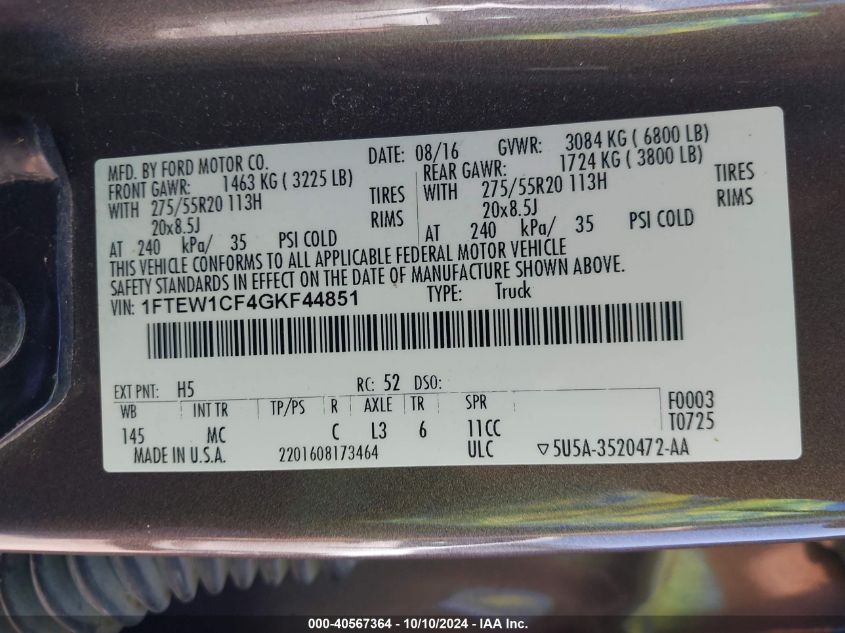 MFD. BY FORD MOTOR CO. DATE: 08/16 GVWR: 3084 KG ( 6800 LB)
FRONT GAWR: 1463 KG ( 3225 LB) REAR GAWR: 1724 KG ( 3800 LB)
WITH 275/55R20 113H TIRES WITH 275/55R20 113H TIRES
20x8.5J RIMS 20x8.5J RIMS
AT 240 kPa/ 35 PSI COLD AT 240 kPa/ 35 PSI COLD
THIS VEHICLE CONFORMS TO ALL APPLICABLE FEDERAL MOTOR VEHICLE
SAFETY STANDARDS IN EFFECT ON THE DATE OF MANUFACTURE SHOWN ABOVE.
VIN: 1FTEW1CF4GKF44851 TYPE: Truck
EXT PNT: H5 RC: 52 DSO:
WB INT TR TP/PS R AXLE TR SPR F0003
145 MC C L3 6 11CC T0725
MADE IN U.S.A. 2201608173464 ULC ▽5U5A-3520472-AA
000-40567364 - 10/10/2024 - IAA, Inc.